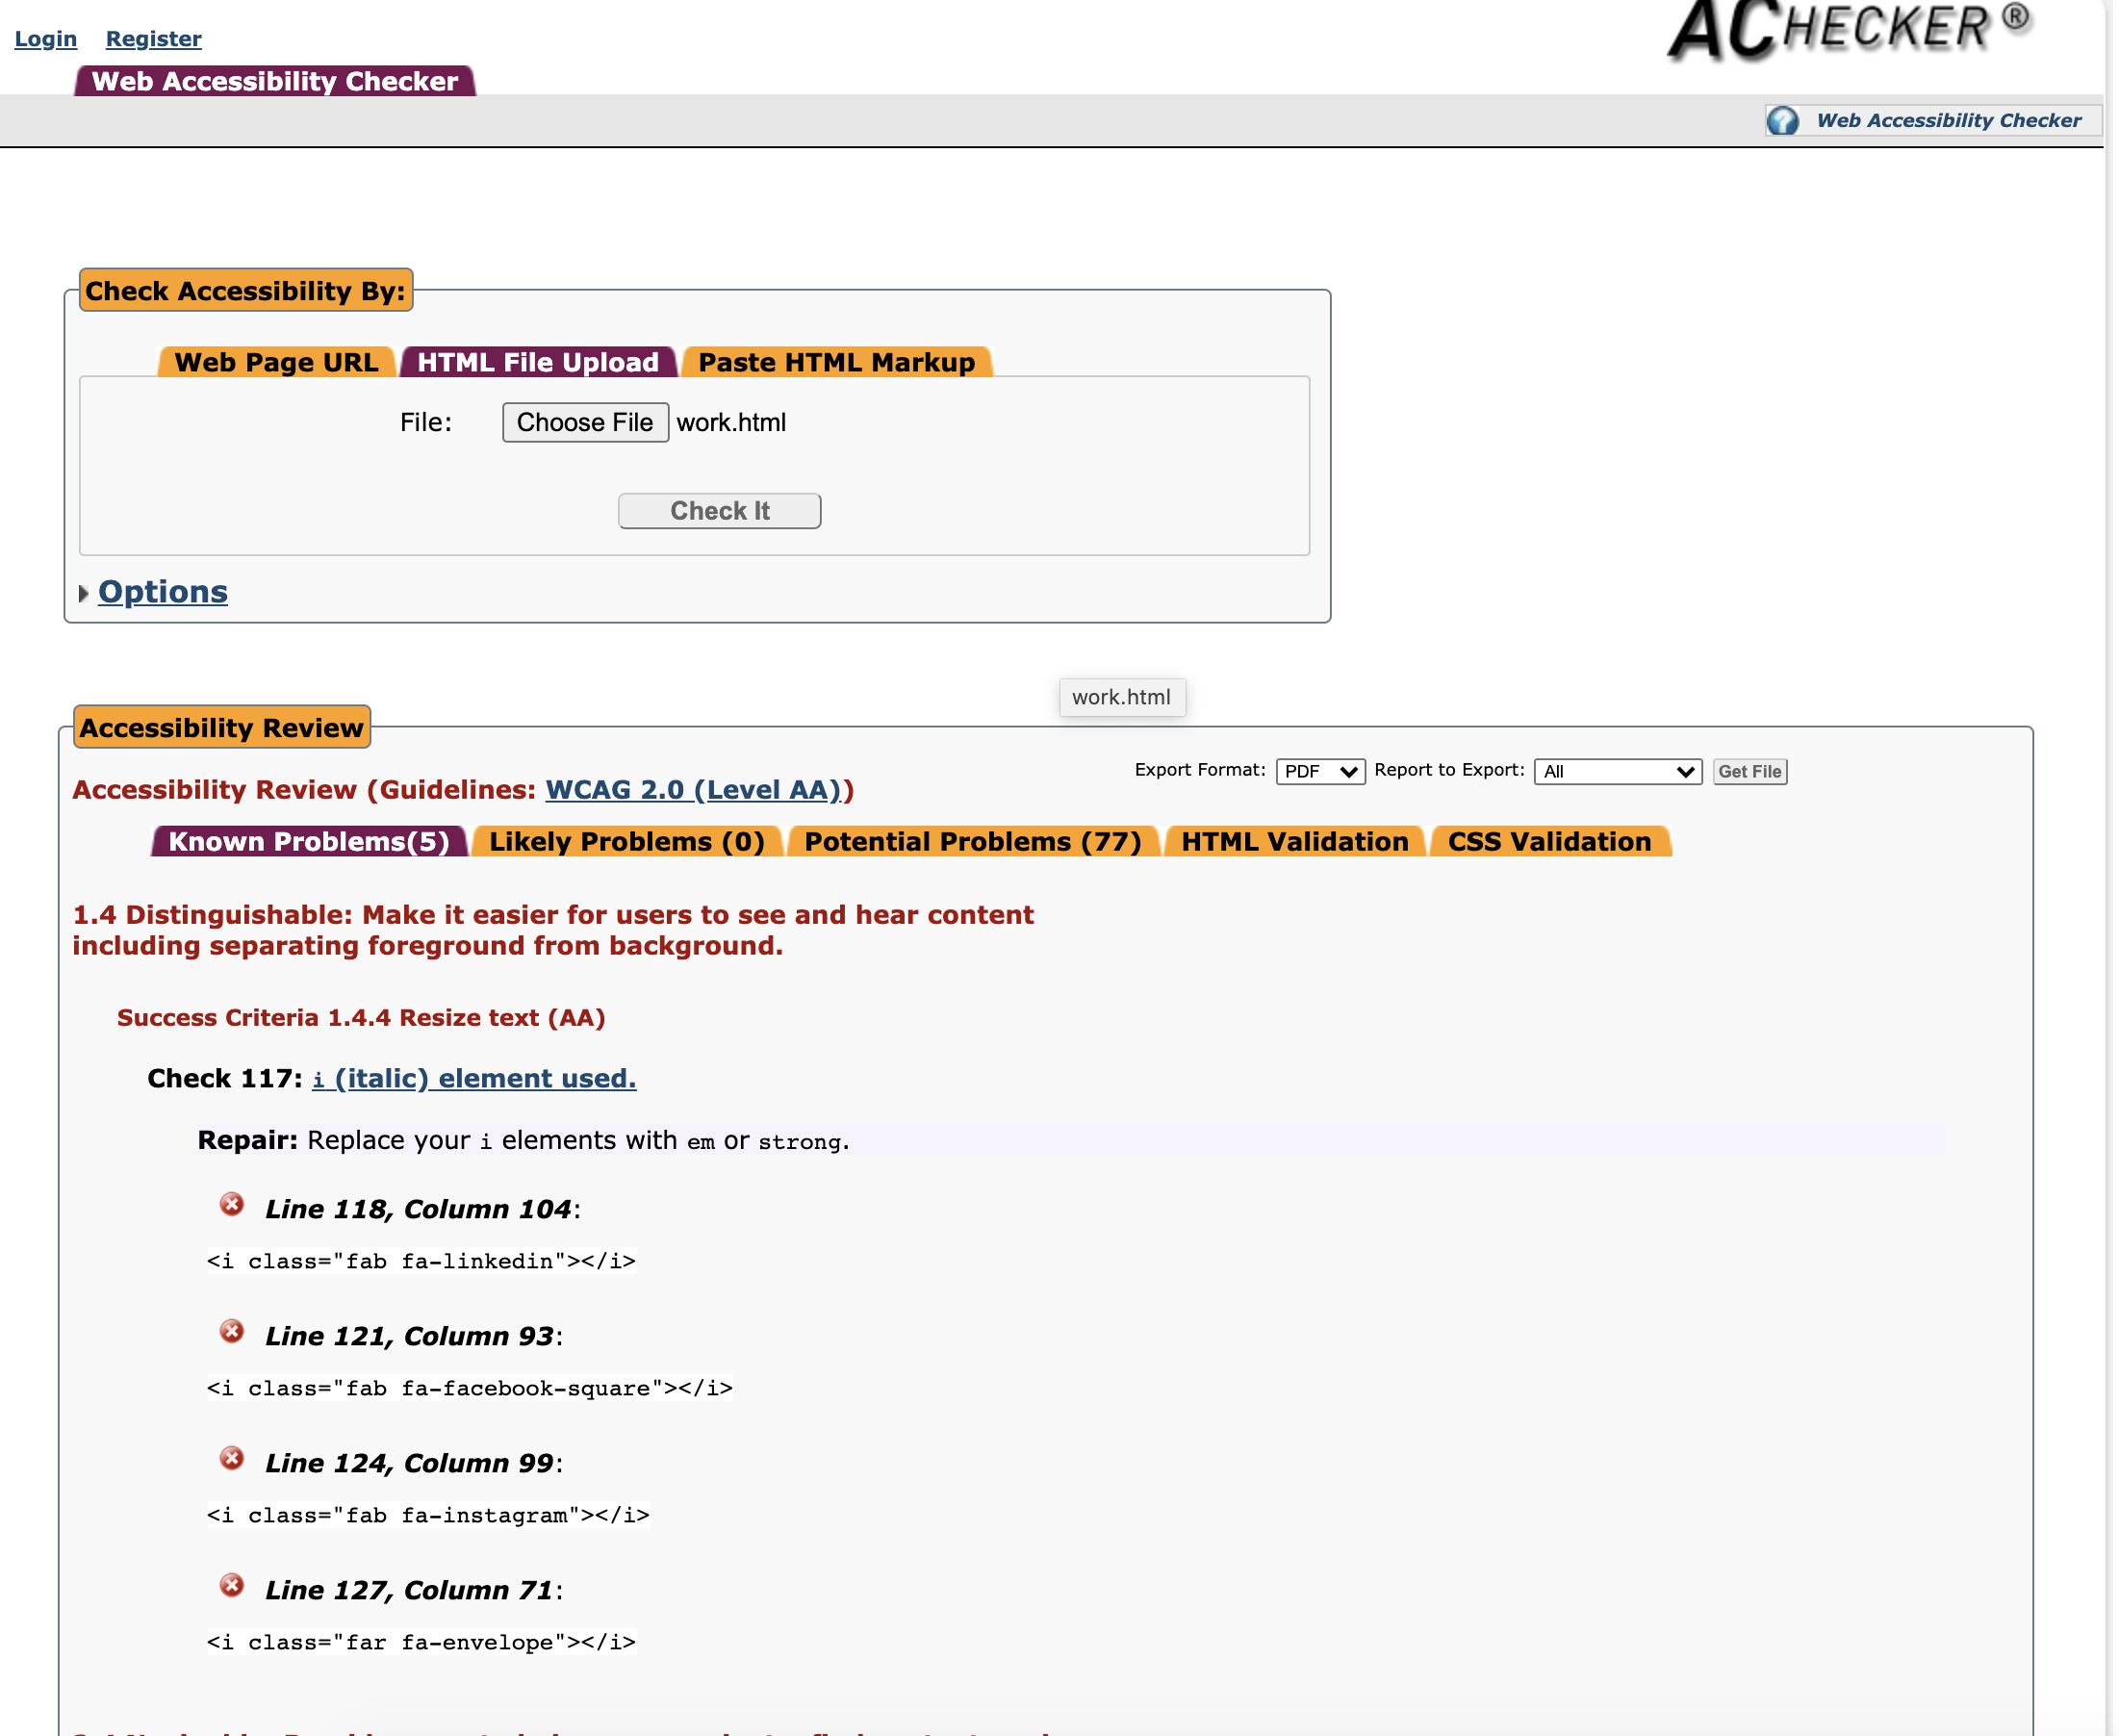 ACHECKER®
Login Register
Web Accessibility Checker
Web Accessibility Checker
Check Accessibility By:
Web Page URL HTML File Upload Paste HTML Markup
File: Choose File work.html
Check It
Options
work.html
Accessibility Review
Export Format: PDF Report to Export: All Get File
Accessibility Review (Guidelines: WCAG 2.0 (Level AA))
Known Problems(5) Likely Problems (0) Potential Problems (77) HTML Validation CSS Validation
1.4 Distinguishable: Make it easier for users to see and hear content
including separating foreground from background.
Success Criteria 1.4.4 Resize text (AA)
Check 117: i (italic) element used.
Repair: Replace your i elements with em or strong.
Line 118, Column 104:
<i class="fab fa-linkedin"></i>
Line 121, Column 93:
<i class="fab fa-facebook-square"></i>
Line 124, Column 99:
<i class="fab fa-instagram"></i>
Line 127, Column 71:
<i class="far fa-envelope"></i>